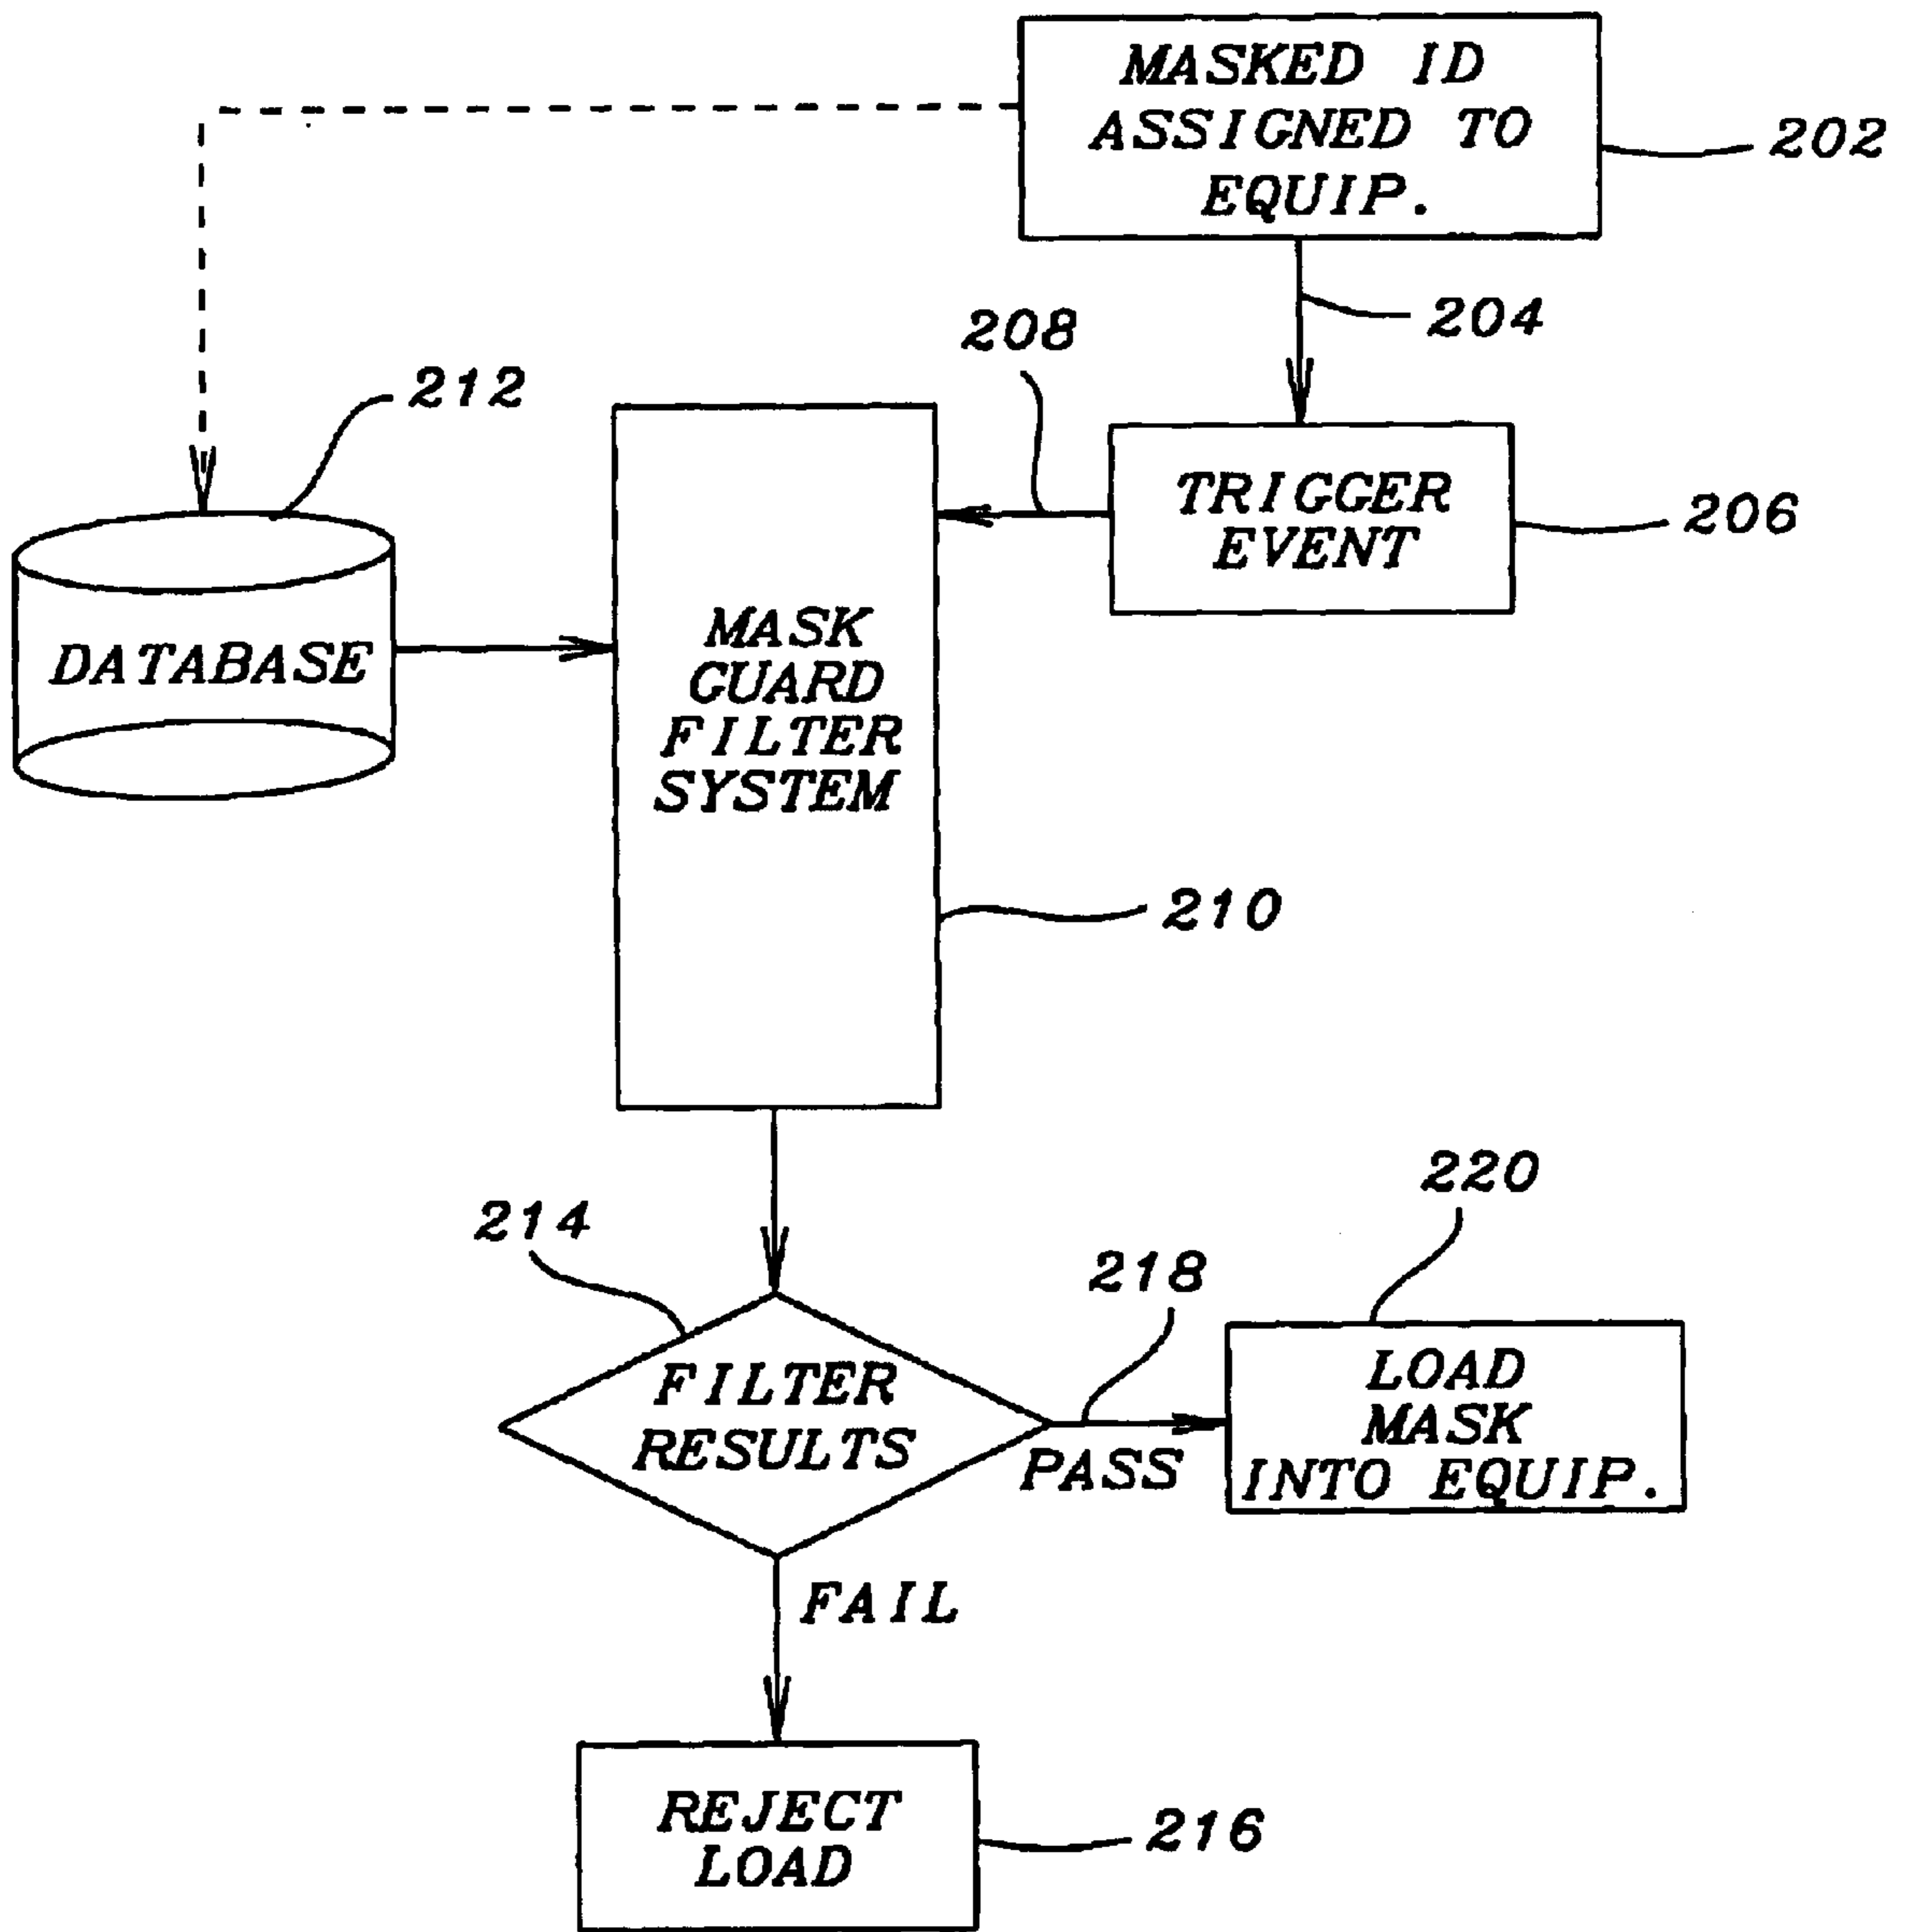 MASKED ID
ASSIGNED TO
EQUIP.
202
204
208
212
TRIGGER
EVENT
206
DATABASE
MASK
GUARD
FILTER
SYSTEM
210
214
220
218
FILTER
RESULTS
PASS
LOAD
MASK
INTO EQUIP.
FAIL
REJECT
LOAD
216